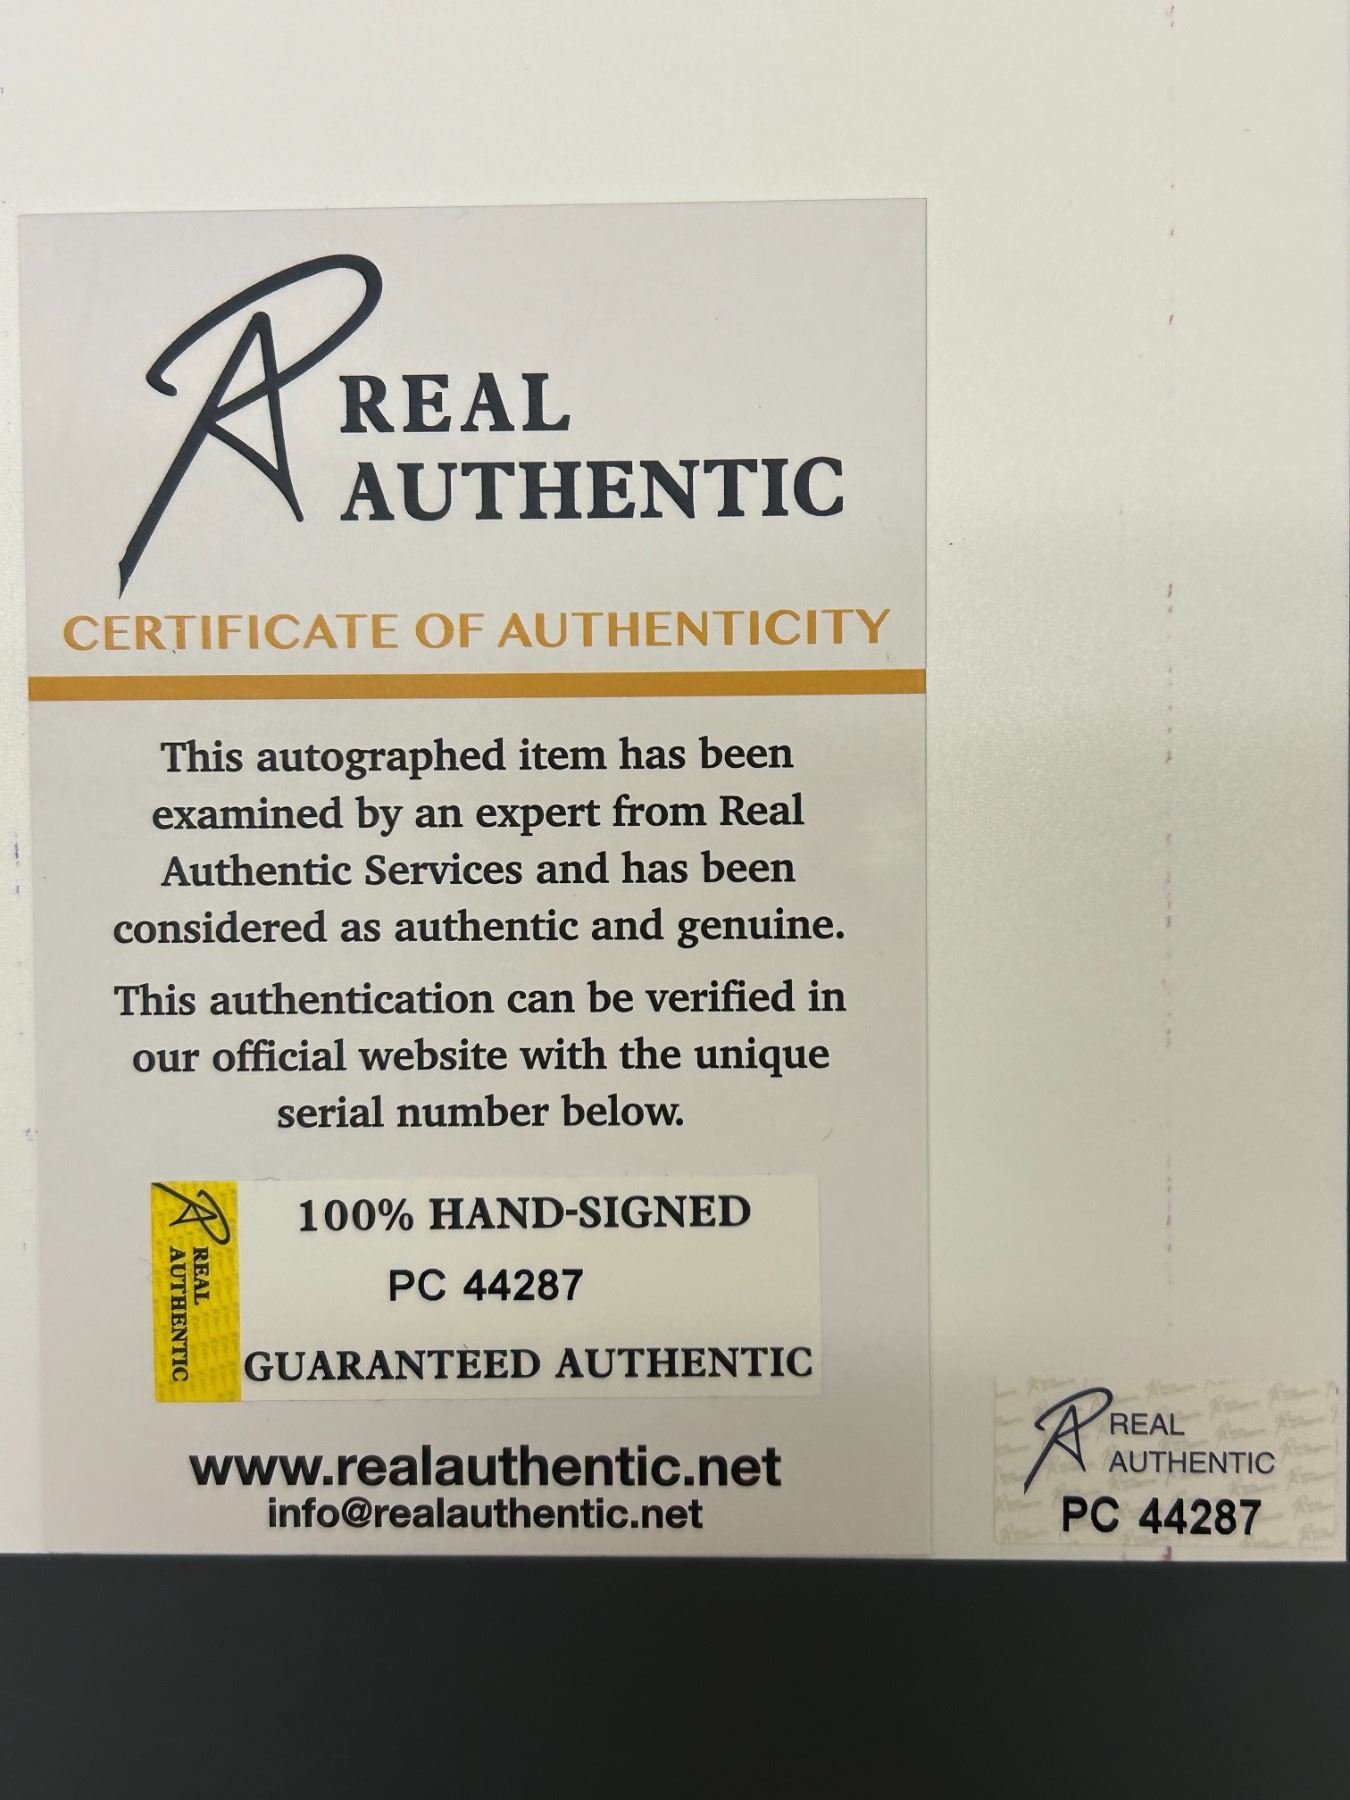 REAL
AUTHENTIC
CERTIFICATE OF AUTHENTICITY
This autographed item has been
examined by an expert from Real
Authentic Services and has been
considered as authentic and genuine.
This authentication can be verified in
our official website with the unique
serial number below.
REAL
AUTHENTIC
100% HAND-SIGNED
PC 44287
GUARANTEED AUTHENTIC
www.realauthentic.net
info@realauthentic.net
REAL
AUTHENTIC
PC 44287